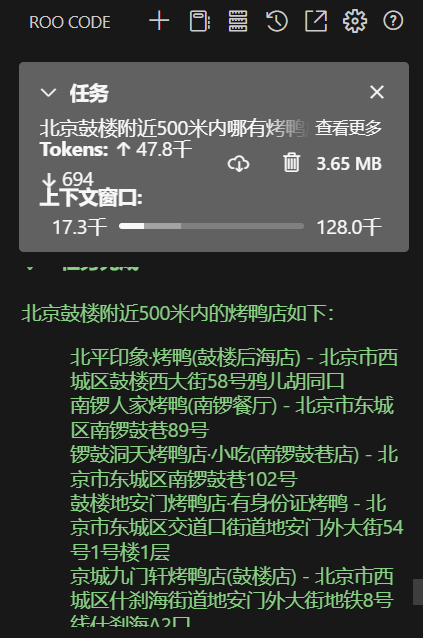 ROO CODE
任务
北京鼓楼附近500米内哪有烤鸭 查看更多
Tokens: ↑ 47.8千
↓ 694
3.65 MB
上下文窗口:
17.3千 128.0千
北京鼓楼附近500米内的烤鸭店如下：
北平印象·烤鸭(鼓楼后海店) - 北京市西
城区鼓楼西大街58号鸦儿胡同口
南锣人家烤鸭(南锣餐厅) - 北京市东城
区南锣鼓巷89号
锣鼓洞天烤鸭店·小吃(南锣鼓巷店) - 北
京市东城区南锣鼓巷102号
鼓楼地安门烤鸭店·有身份证烤鸭 - 北
京市东城区交道口街道地安门外大街54
号1号楼1层
京城九门轩烤鸭店(鼓楼店) - 北京市西
城区什刹海街道地安门外大街地铁8号
线什刹海A2口